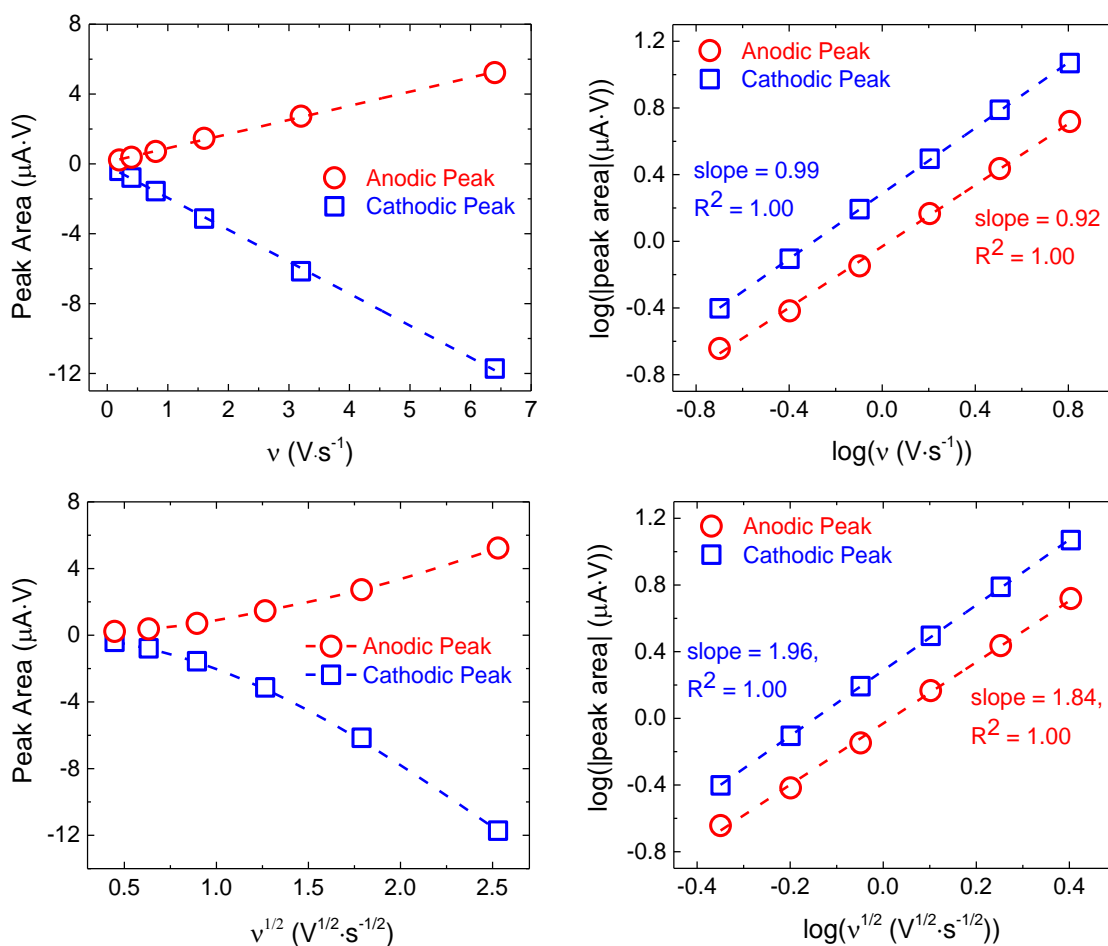 8
4
0
-4
-8
-12
Peak Area (μA·V)
Anodic Peak
Cathodic Peak
0 1 2 3 4 5 6 7
ν (V·s⁻¹)
1.2
0.8
0.4
0.0
-0.4
-0.8
log(|peak area|(μA·V))
Anodic Peak
Cathodic Peak
slope = 0.99
R² = 1.00
slope = 0.92
R² = 1.00
-0.8 -0.4 0.0 0.4 0.8
log(ν (V·s⁻¹))
8
4
0
-4
-8
-12
Peak Area (μA·V)
Anodic Peak
Cathodic Peak
0.5 1.0 1.5 2.0 2.5
ν¹/² (V¹/²·s⁻¹/²)
1.2
0.8
0.4
0.0
-0.4
-0.8
log(|peak area| (μA·V))
Anodic Peak
Cathodic Peak
slope = 1.96,
R² = 1.00
slope = 1.84,
R² = 1.00
-0.4 -0.2 0.0 0.2 0.4
log(ν¹/² (V¹/²·s⁻¹/²))